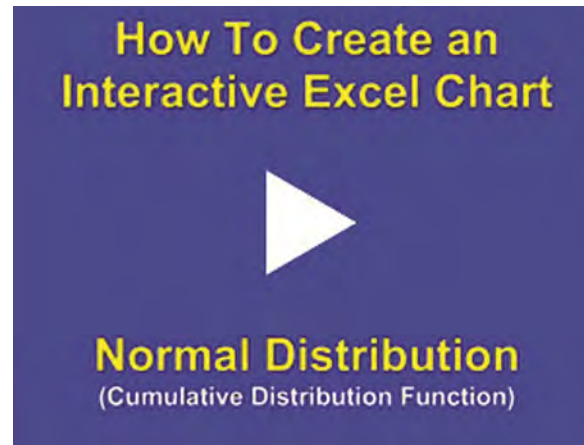 How To Create an
Interactive Excel Chart
Normal Distribution
(Cumulative Distribution Function)